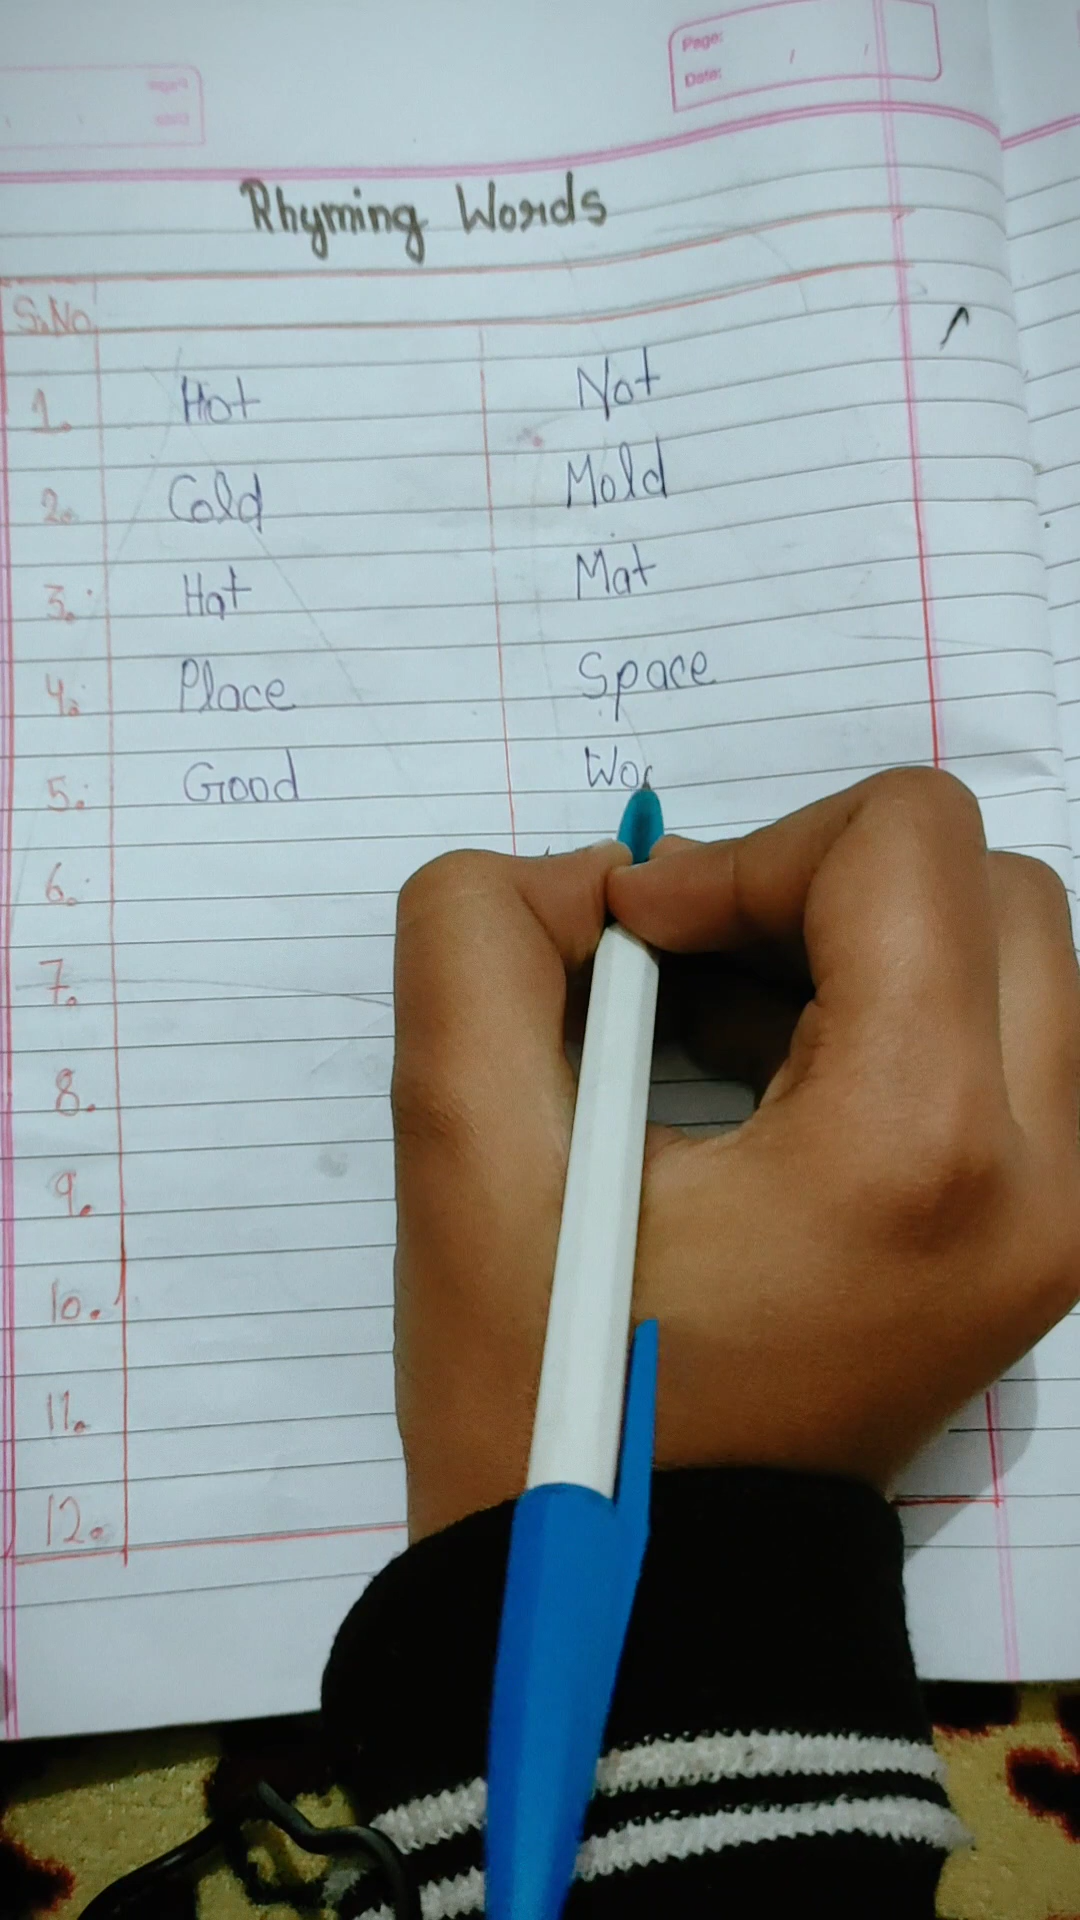 Page:
Date:
Rhyming Words
S.No.
1. Hot Not
2. Cold Mold
3. Hat Mat
4. Place Space
5. Good Woo
6.
7.
8.
9.
10.
11.
12.